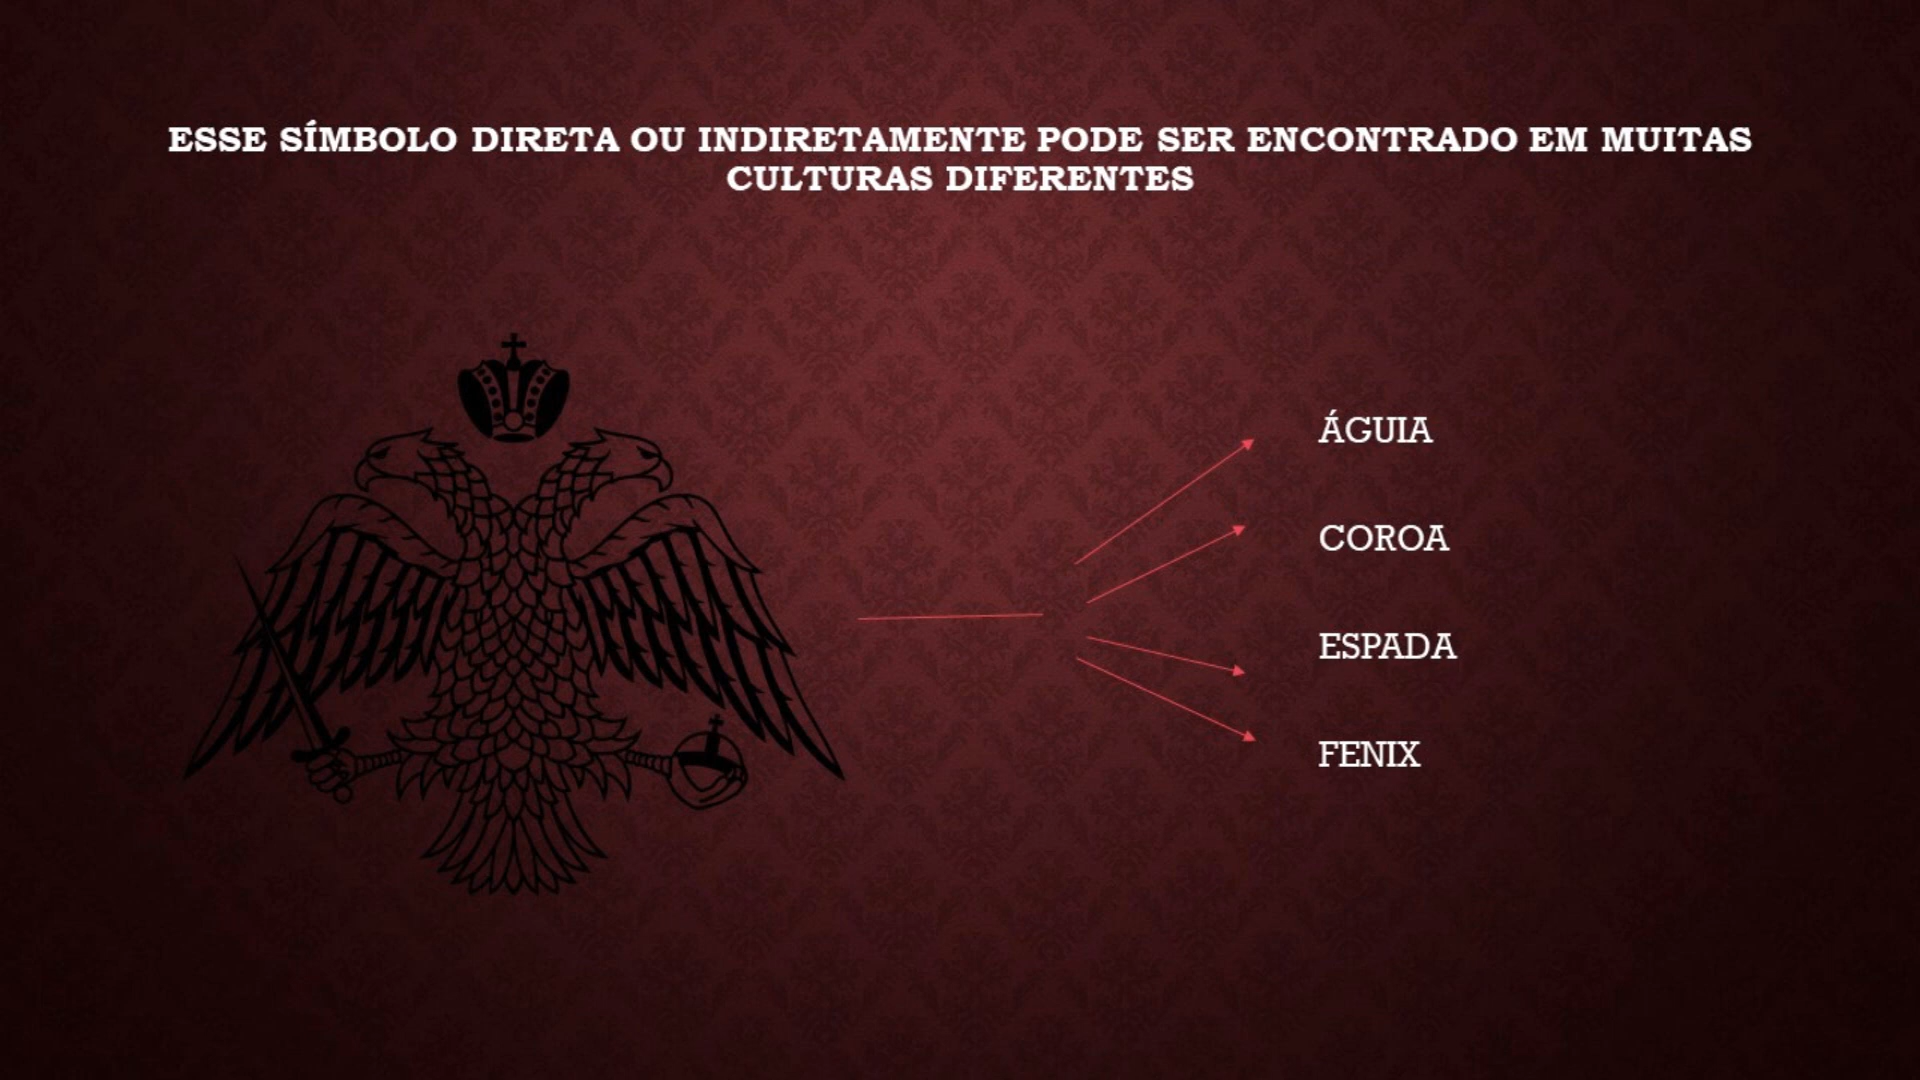 ESSE SÍMBOLO DIRETA OU INDIRETAMENTE PODE SER ENCONTRADO EM MUITAS
CULTURAS DIFERENTES
ÁGUIA
COROA
ESPADA
FENIX